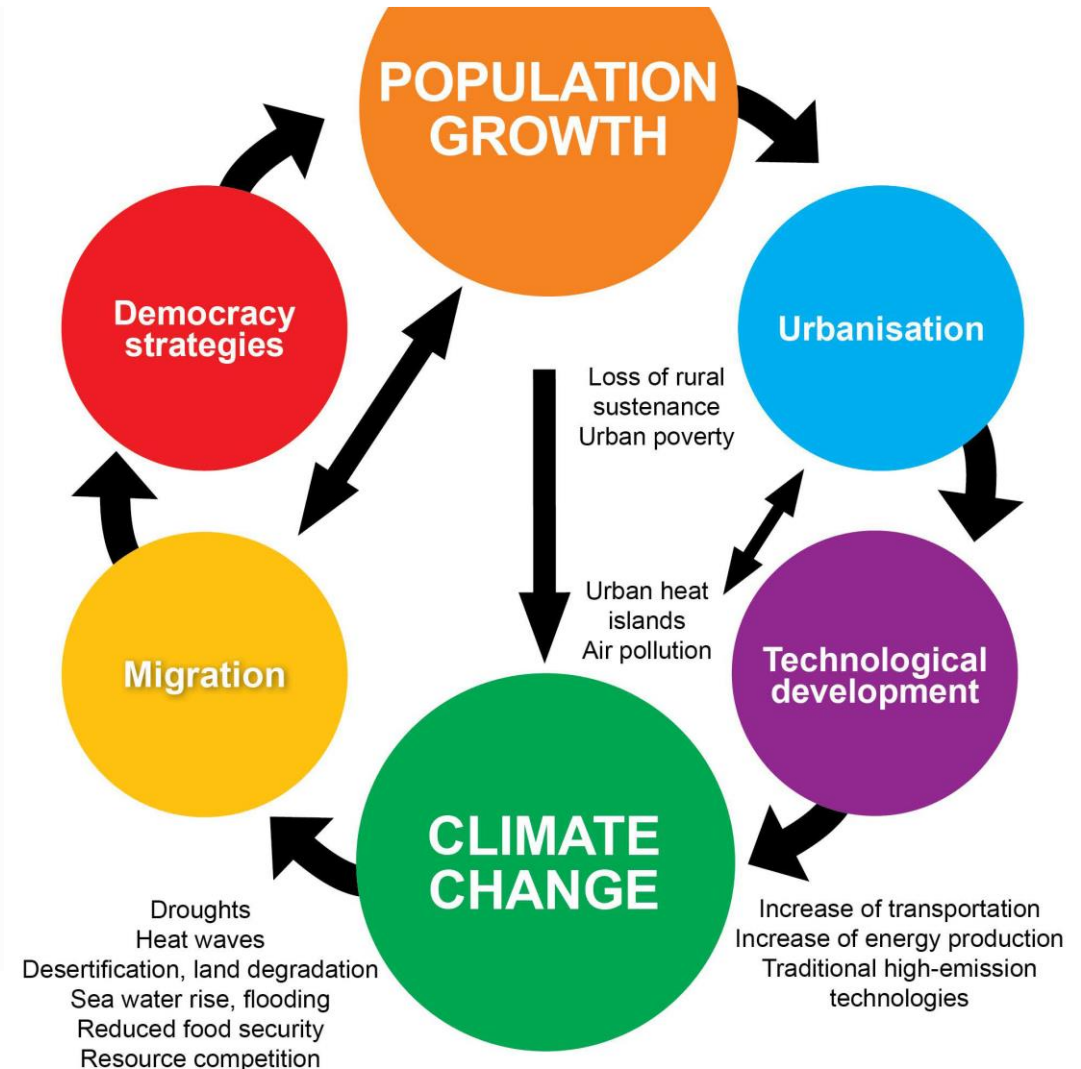 POPULATION
GROWTH
Democracy
strategies
Urbanisation
Loss of rural
sustenance
Urban poverty
Urban heat
islands
Air pollution
Migration
Technological
development
CLIMATE
CHANGE
Droughts
Heat waves
Desertification, land degradation
Sea water rise, flooding
Reduced food security
Resource competition
Increase of transportation
Increase of energy production
Traditional high-emission
technologies